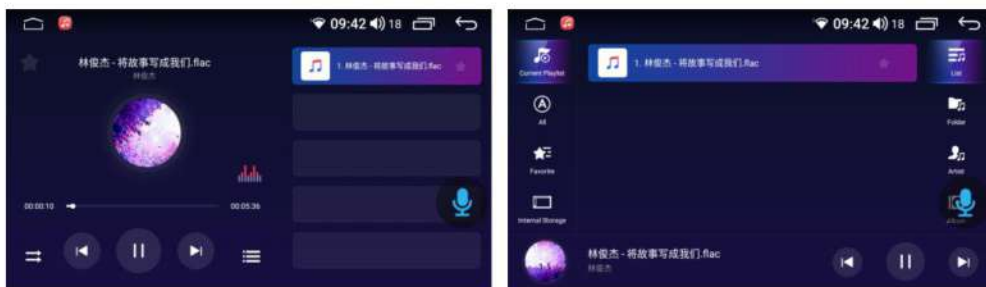 09:42 18
林俊杰 - 将故事写成我们.flac
林俊杰
00:00:10
00:05:36
1. 林俊杰 - 将故事写成我们.flac
09:42 18
Current Playlist
All
Favorite
Internal Storage
1. 林俊杰 - 将故事写成我们.flac
List
Folder
Artist
Album
林俊杰 - 将故事写成我们.flac
林俊杰